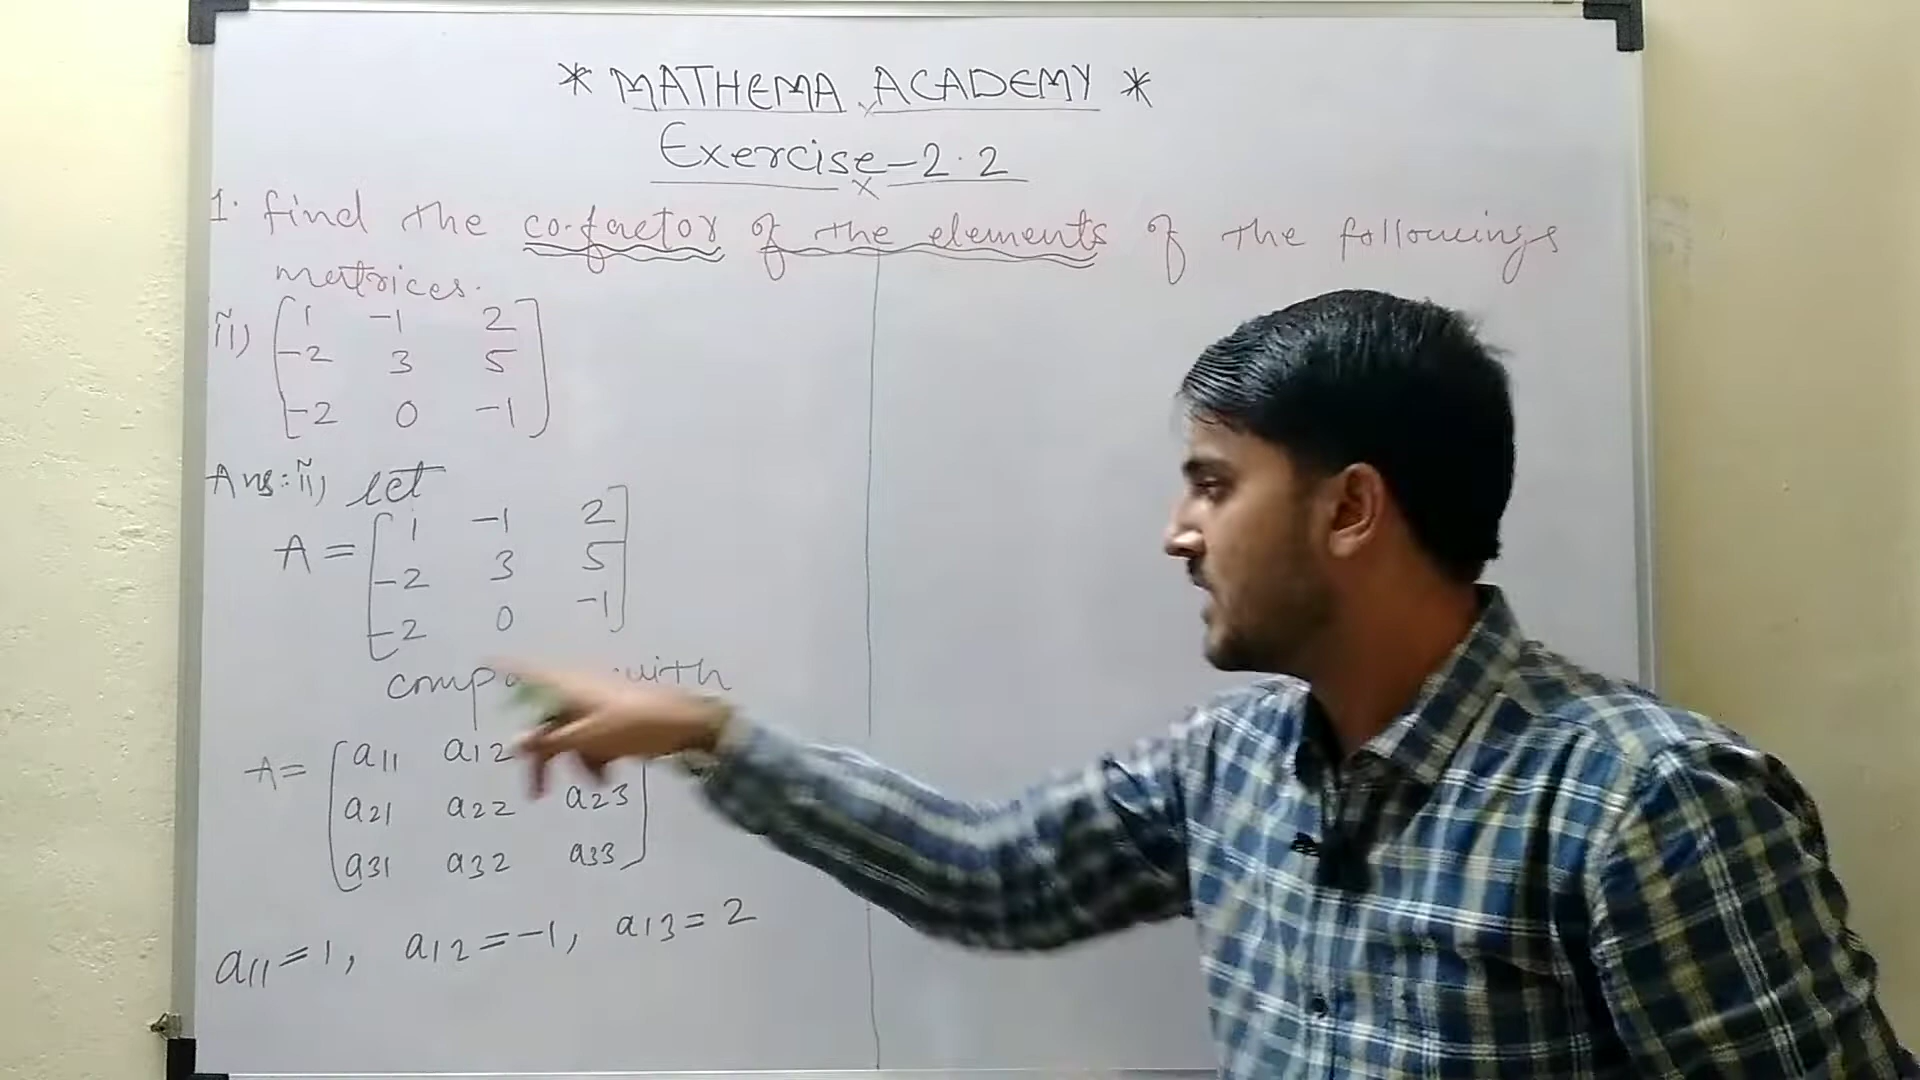 * MATHEMA ACADEMY *
Exercise-2.2
1. find the co-factor of the elements of the followings
matrices.
ii) [1 -1 2
-2 3 5
-2 0 -1]
Ans: ii) let
A = [1 -1 2
-2 3 5
-2 0 -1]
with
A = [a11 a12
a21 a22 a23
a31 a32 a33]
a11 = 1, a12 = -1, a13 = 2